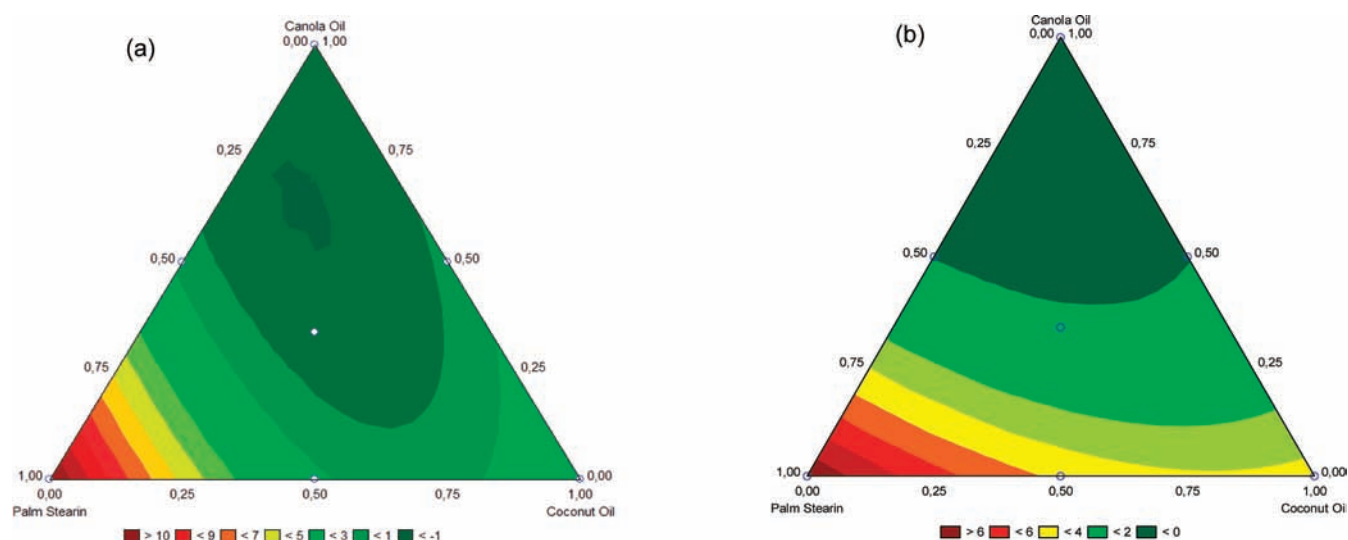 (a)
Canola Oil
0,00 1,00
0,25 0,75
0,50 0,50
0,75 0,25
1,00 0,00
0,00 0,25 0,50 0,75 1,00
Palm Stearin Coconut Oil
> 10 < 9 < 7 < 5 < 3 < 1 < -1
(b)
Canola Oil
0,00 1,00
0,25 0,75
0,50 0,50
0,75 0,25
1,00 0,00
0,00 0,25 0,50 0,75 1,00
Palm Stearin Coconut Oil
> 6 < 6 < 4 < 2 < 0